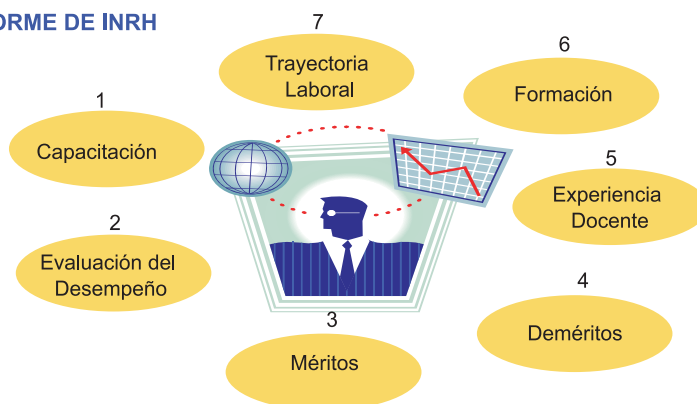 ORME DE INRH
7
Trayectoria
Laboral
6
Formación
1
Capacitación
5
Experiencia
Docente
2
Evaluación del
Desempeño
4
Deméritos
3
Méritos